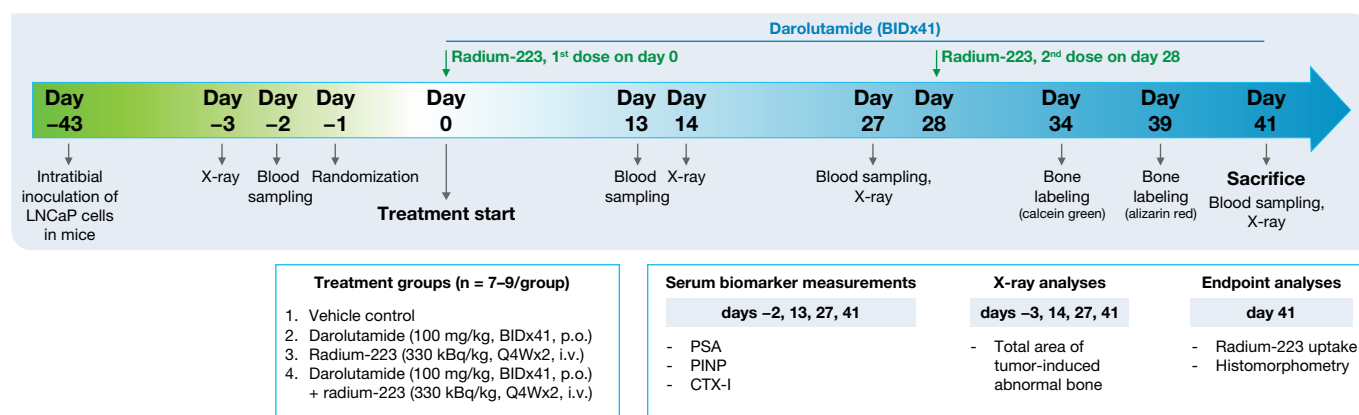 Darolutamide (BIDx41)
Radium-223, 1st dose on day 0
Radium-223, 2nd dose on day 28
Day
–43
Day
–3
Day
–2
Day
–1
Day
0
Day
13
Day
14
Day
27
Day
28
Day
34
Day
39
Day
41
Intratibial
inoculation of
LNCaP cells
in mice
X-ray
Blood
sampling
Randomization
Treatment start
Blood
sampling
X-ray
Blood sampling,
X-ray
Bone
labeling
(calcein green)
Bone
labeling
(alizarin red)
Sacrifice
Blood sampling,
X-ray
Treatment groups (n = 7–9/group)
1. Vehicle control
2. Darolutamide (100 mg/kg, BIDx41, p.o.)
3. Radium-223 (330 kBq/kg, Q4Wx2, i.v.)
4. Darolutamide (100 mg/kg, BIDx41, p.o.)
+ radium-223 (330 kBq/kg, Q4Wx2, i.v.)
Serum biomarker measurements
days –2, 13, 27, 41
- PSA
- PINP
- CTX-I
X-ray analyses
days –3, 14, 27, 41
- Total area of
tumor-induced
abnormal bone
Endpoint analyses
day 41
- Radium-223 uptake
- Histomorphometry